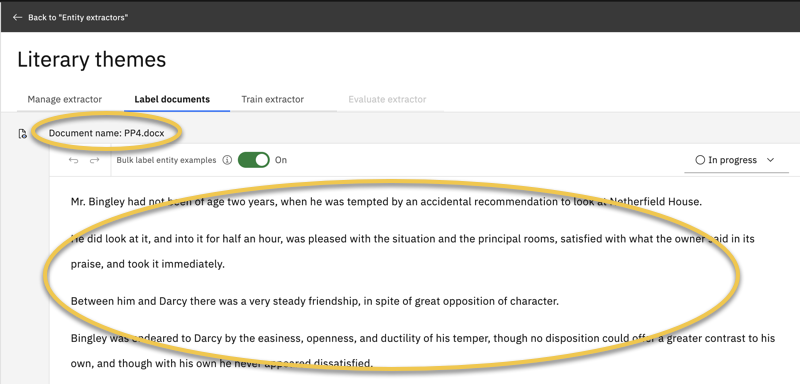 Back to "Entity extractors"
Literary themes
Manage extractor
Label documents
Train extractor
Evaluate extractor
Document name: PP4.docx
Bulk label entity examples
On
In progress
Mr. Bingley had not been of age two years, when he was tempted by an accidental recommendation to look at Netherfield House.
He did look at it, and into it for half an hour, was pleased with the situation and the principal rooms, satisfied with what the owner said in its
praise, and took it immediately.
Between him and Darcy there was a very steady friendship, in spite of great opposition of character.
Bingley was endeared to Darcy by the easiness, openness, and ductility of his temper, though no disposition could offer a greater contrast to his
own, and though with his own he never appeared dissatisfied.